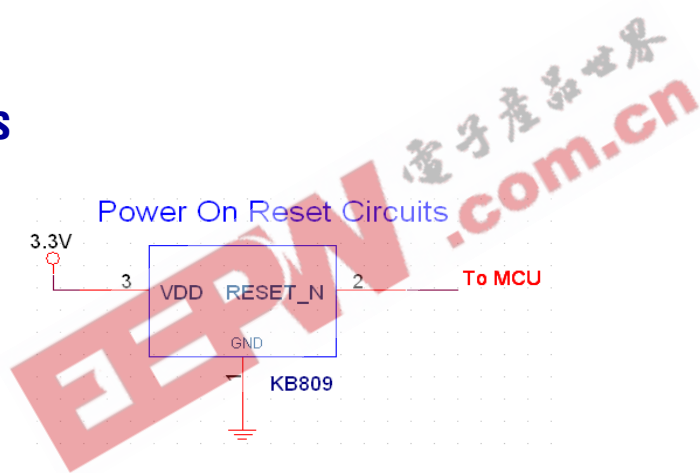 電子產品世界
EEPW.com.cn
S
Power On Reset Circuits
3.3V
3
VDD
RESET_N
2
To MCU
GND
1
KB809